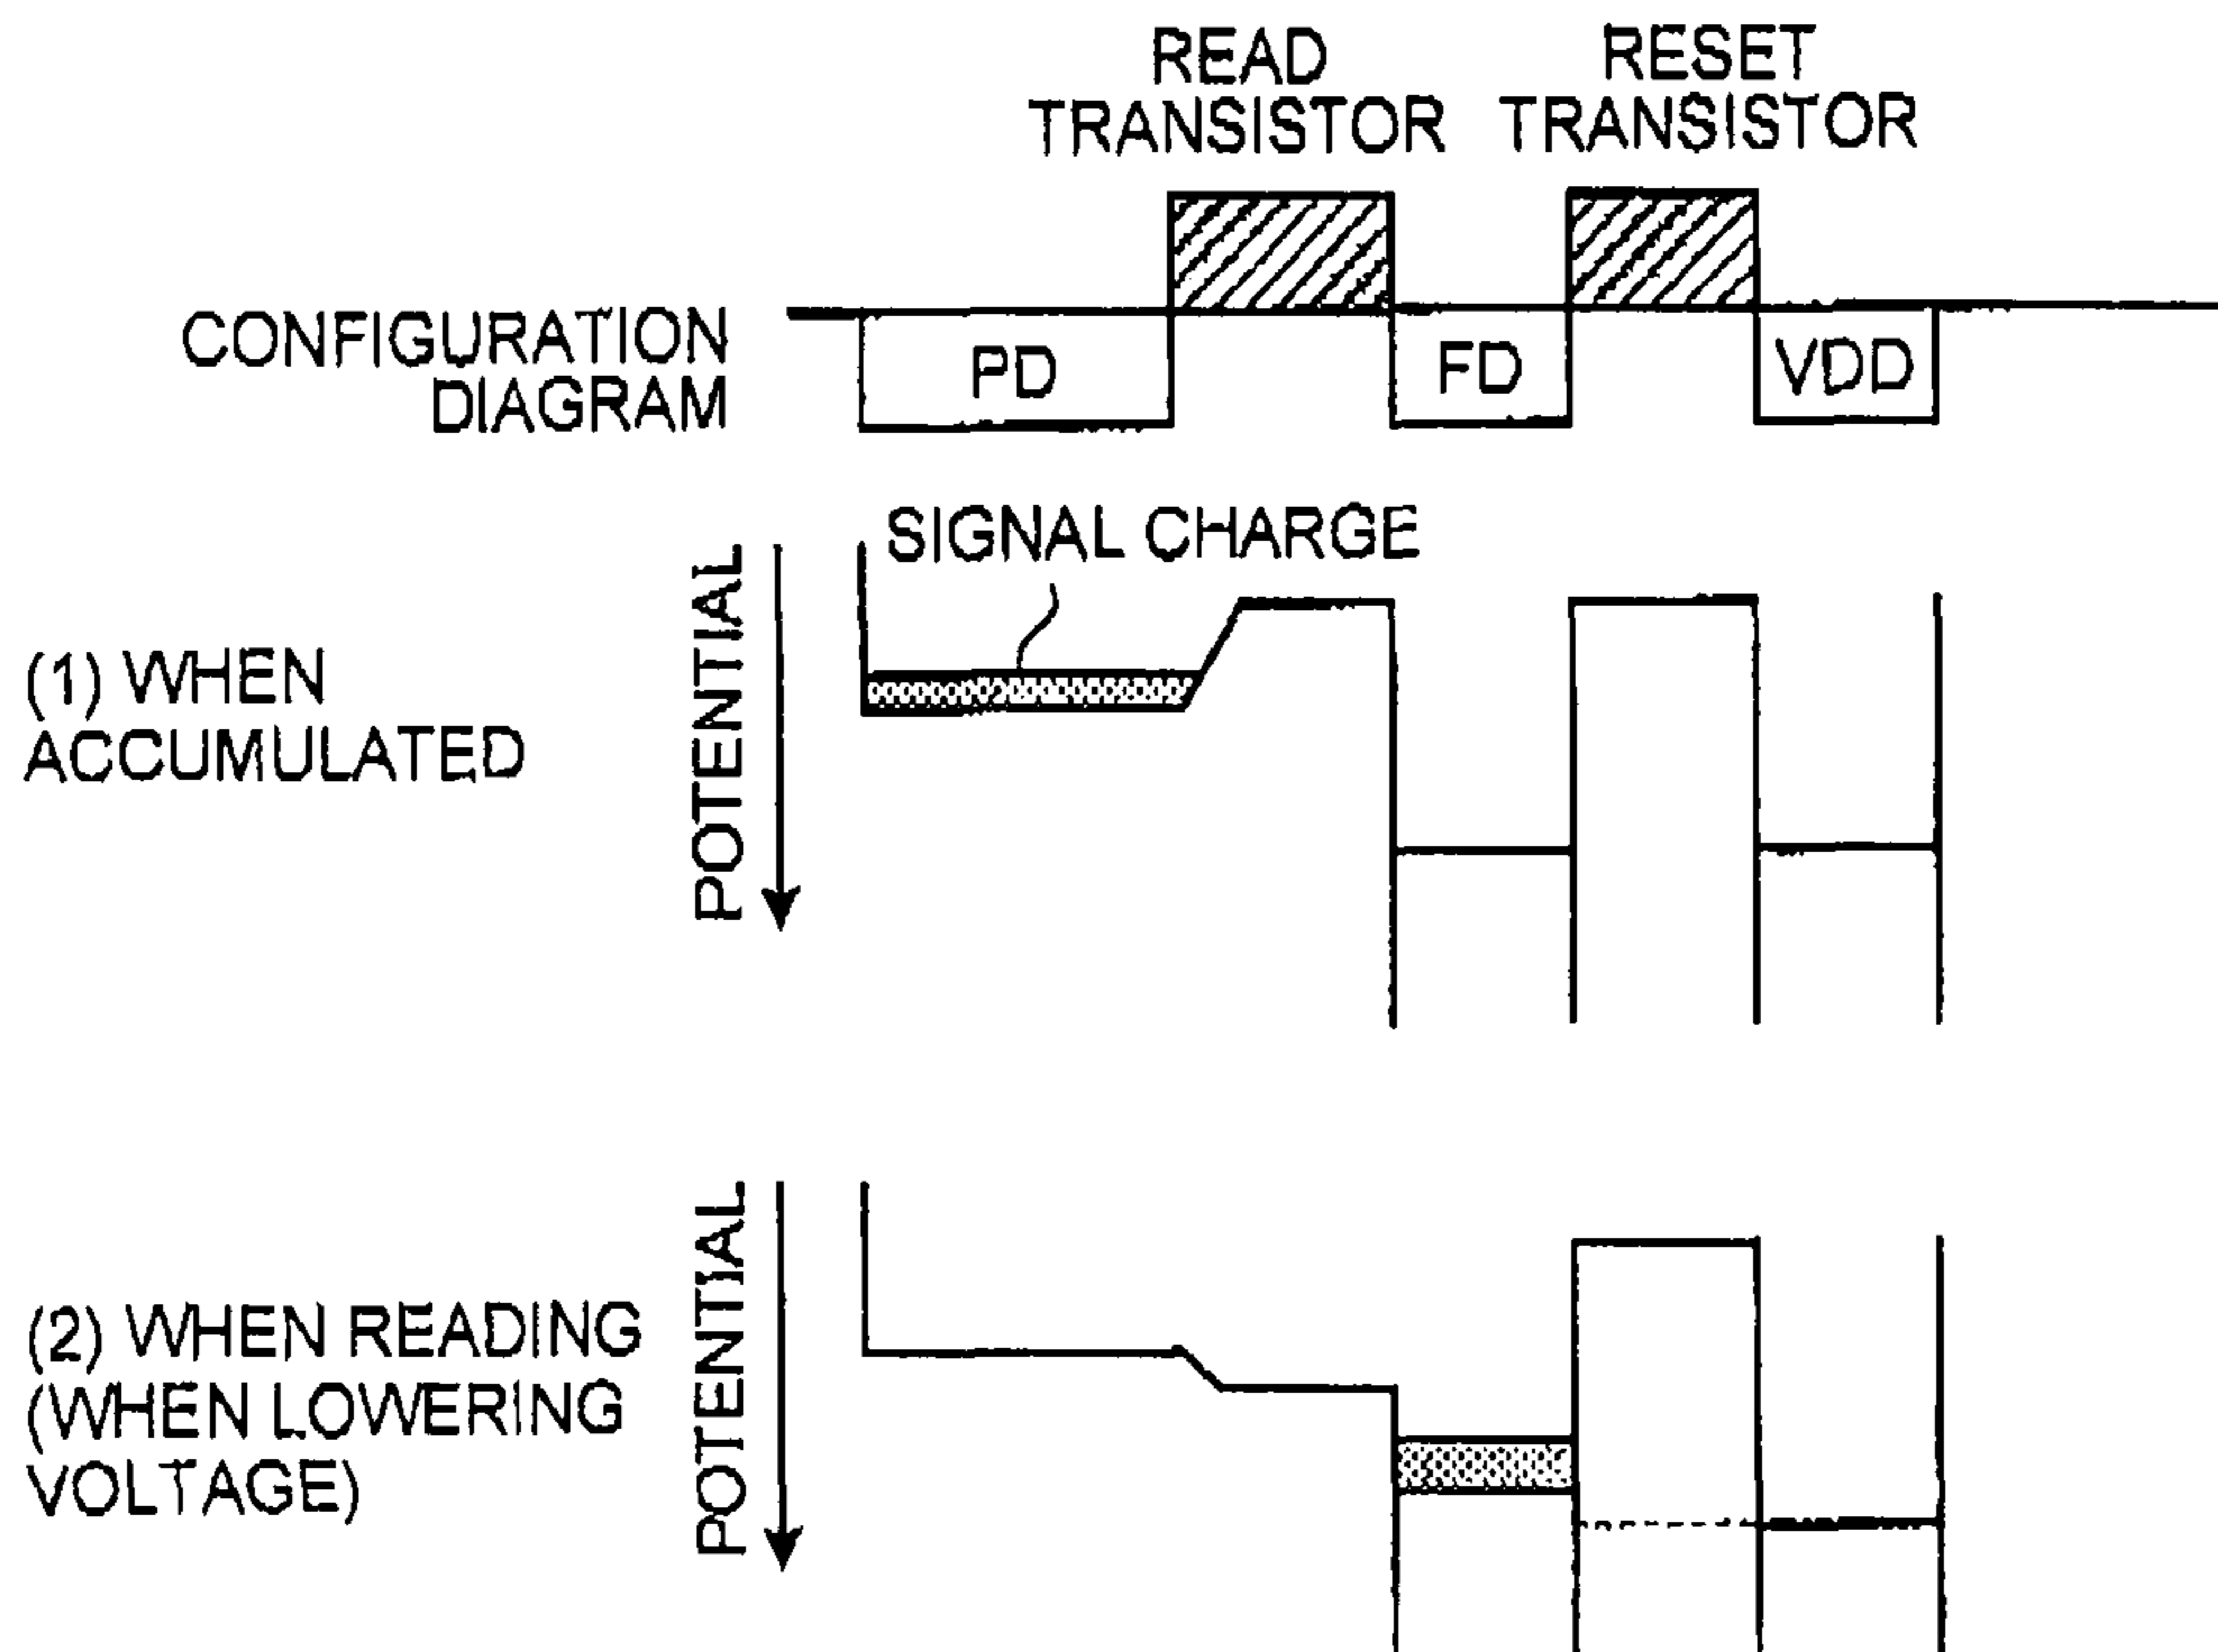 READ
TRANSISTOR
RESET
TRANSISTOR
CONFIGURATION
DIAGRAM
PD
FD
VDD
SIGNAL CHARGE
POTENTIAL
(1) WHEN
ACCUMULATED
POTENTIAL
(2) WHEN READING
(WHEN LOWERING
VOLTAGE)